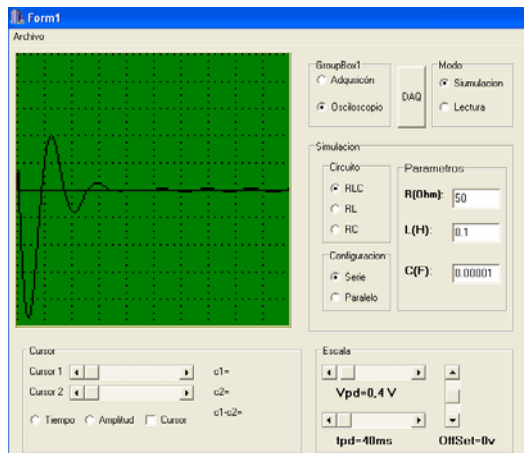 Form1
Archivo
GroupBox1
Adqusicón
Osciloscopio
DAQ
Modo
Siumulacion
Lectura
Simulacion
Circuito
RLC
RL
RC
Configuracion
Serie
Paralelo
Parametros
R(Ohm): 50
L(H): 0.1
C(F): 0.00001
Cursor
Cursor 1
c1=
Cursor 2
c2=
c1-c2=
Tiempo
Amplitud
Cursor
Escala
Vpd=0,4 V
tpd=40ms
OffSet=0v